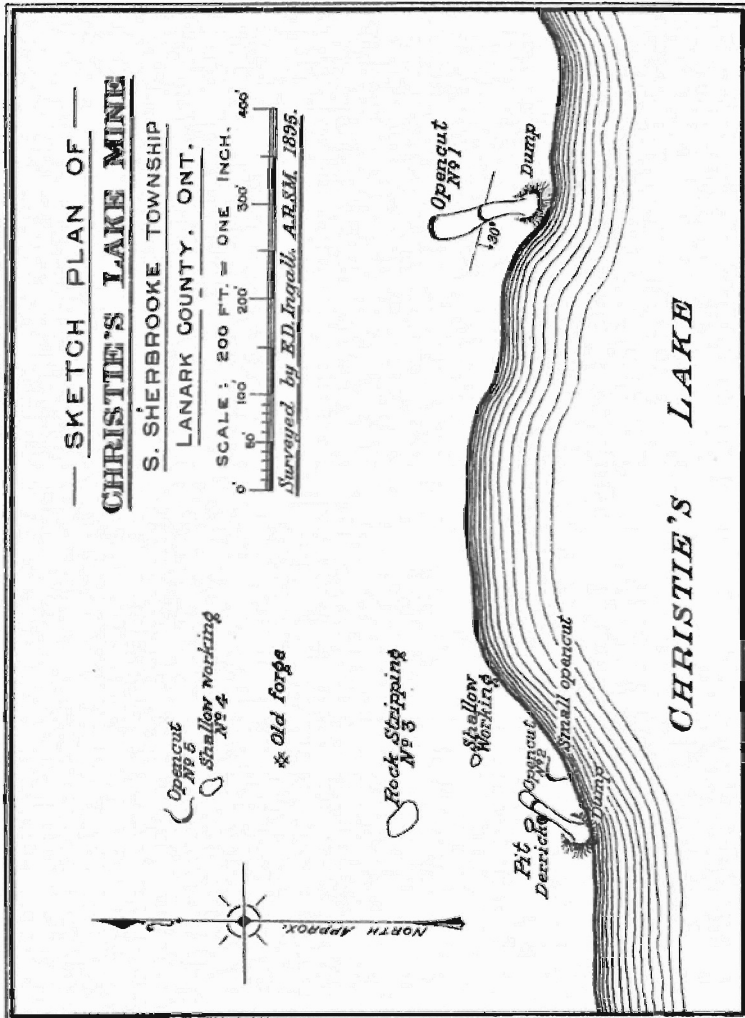 — SKETCH PLAN OF —
CHRISTIE'S LAKE MINE
S. SHERBROOKE TOWNSHIP
LANARK COUNTY, ONT.
SCALE: 200 FT. = ONE INCH.
0' 50 100' 200' 300' 400'
Surveyed by E.D. Ingall, A.R.S.M. 1895.
Opencut
Nº 5
Shallow Working
Nº 4
Old forge
Rock Stripping
Nº 3
Shallow
Working
Pit
Derrick
Opencut
Nº 2
Small opencut
Dump
Opencut
Nº 1
30°
Dump
NORTH APPROX.
CHRISTIE'S LAKE